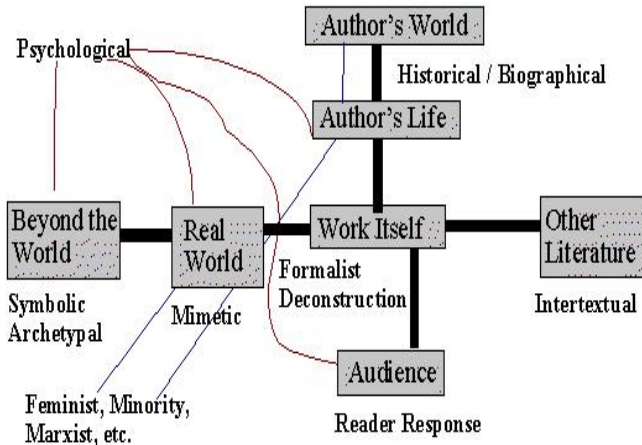 Author's World
Psychological
Historical / Biographical
Author's Life
Beyond the
World
Real
World
Work Itself
Other
Literature
Symbolic
Archetypal
Mimetic
Formalist
Deconstruction
Intertextual
Audience
Feminist, Minority,
Marxist, etc.
Reader Response